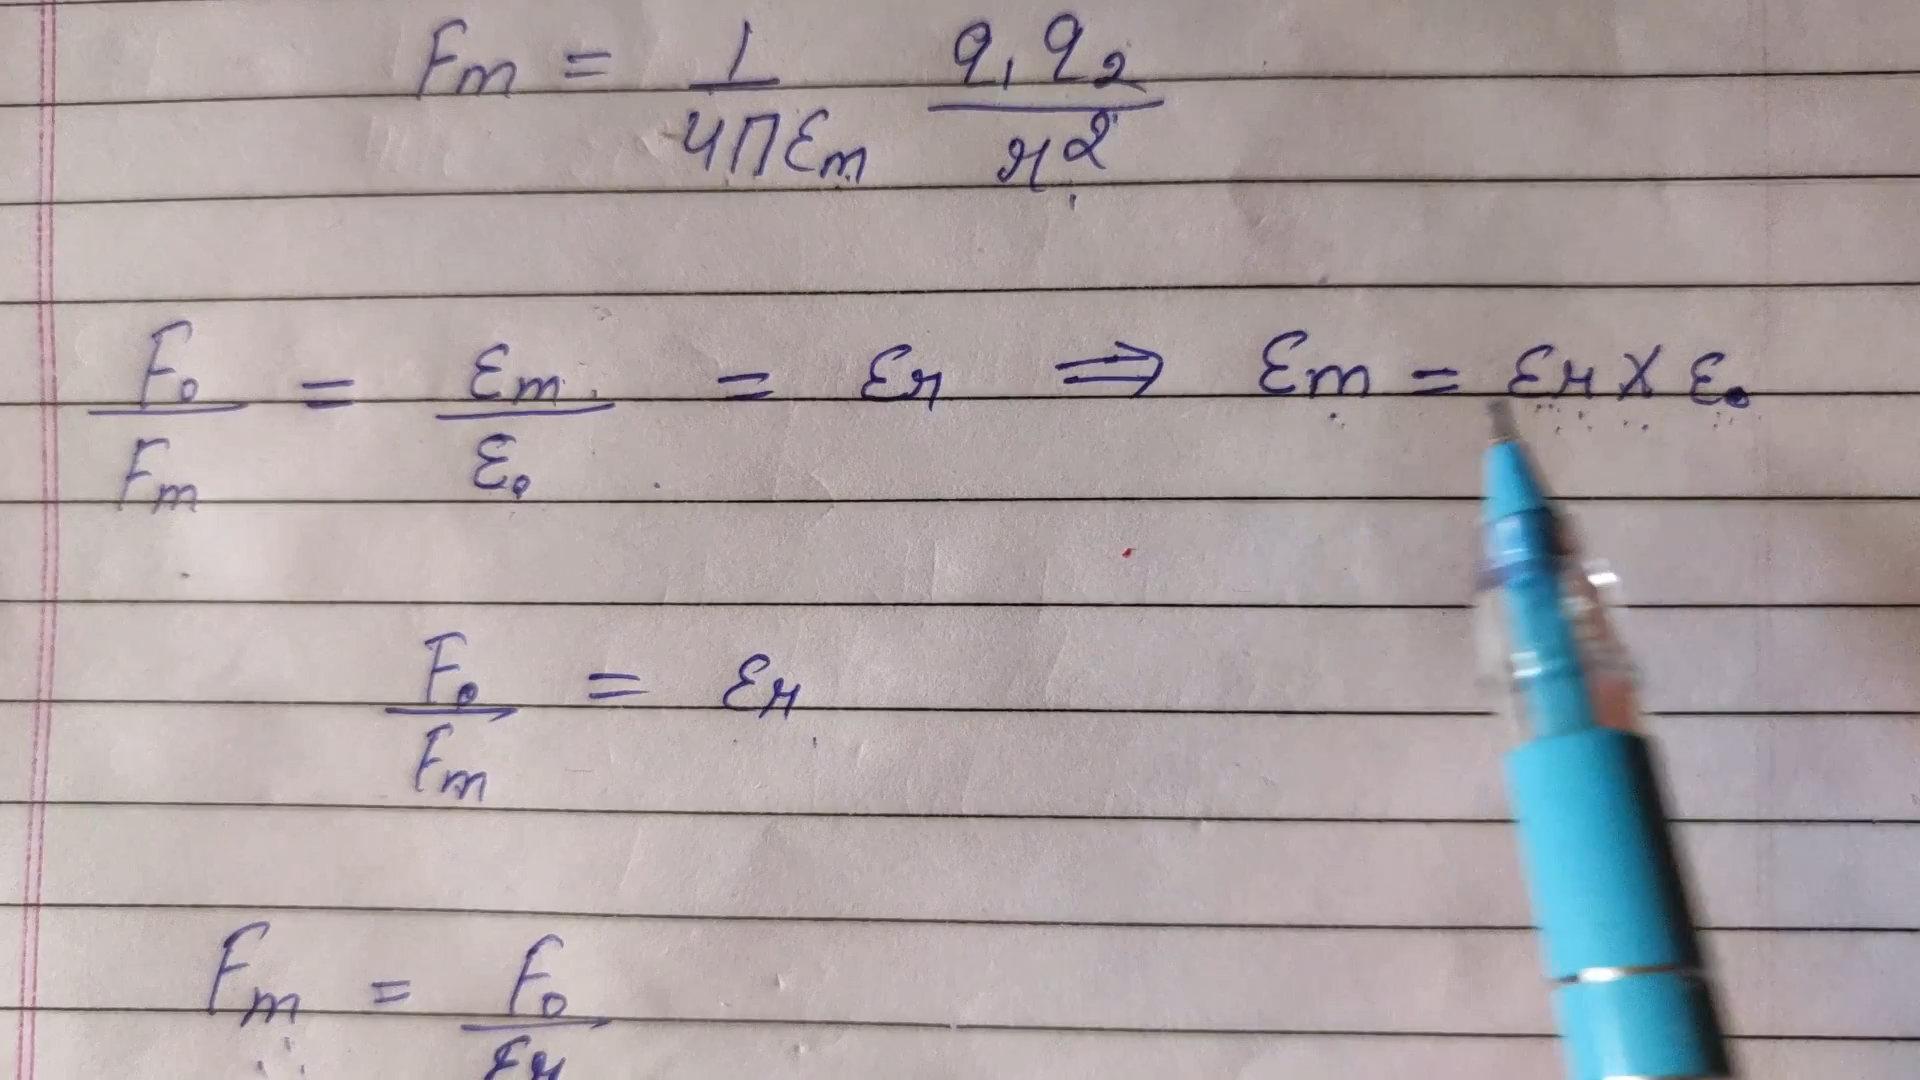 Fm = 1/4πεm q1q2/r²
F0/Fm = εm/ε0 = εr ⇒ εm = εr × ε0
F0/Fm = εr
Fm = F0/εr